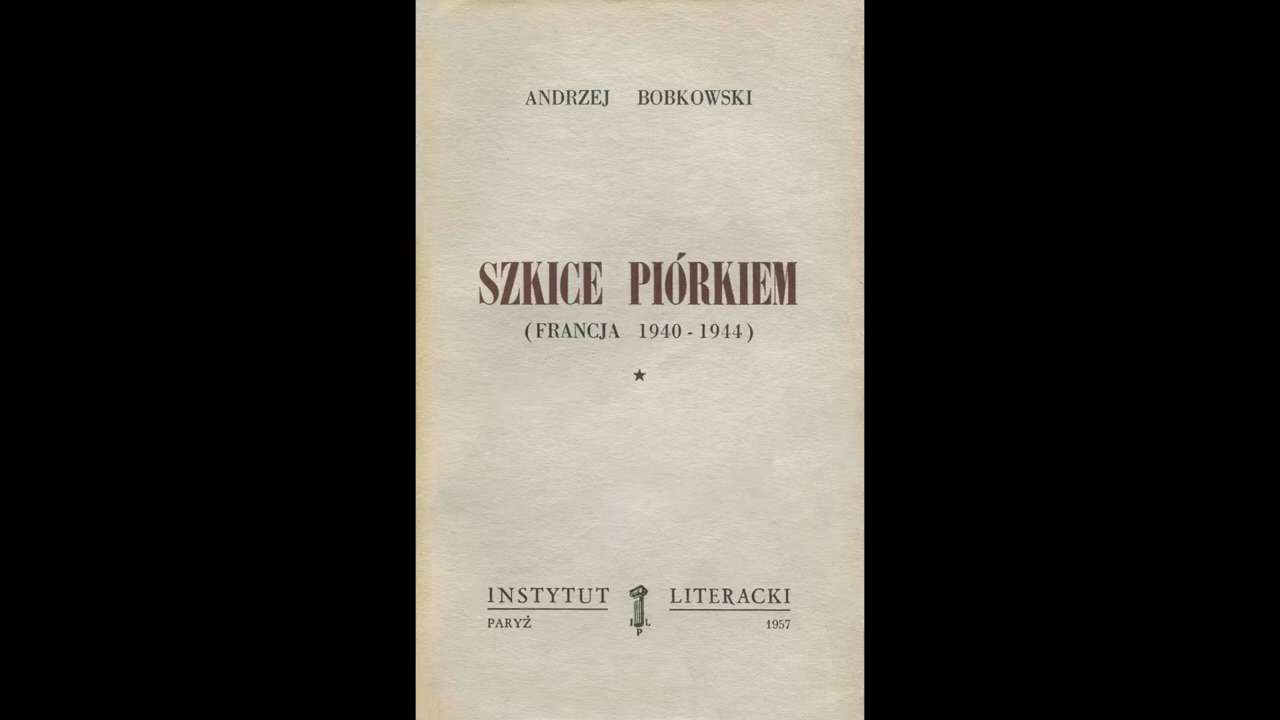 ANDRZEJ BOBKOWSKI
SZKICE PIÓRKIEM
(FRANCJA 1940 - 1944)
INSTYTUT LITERACKI
I L
P
PARYŻ 1957